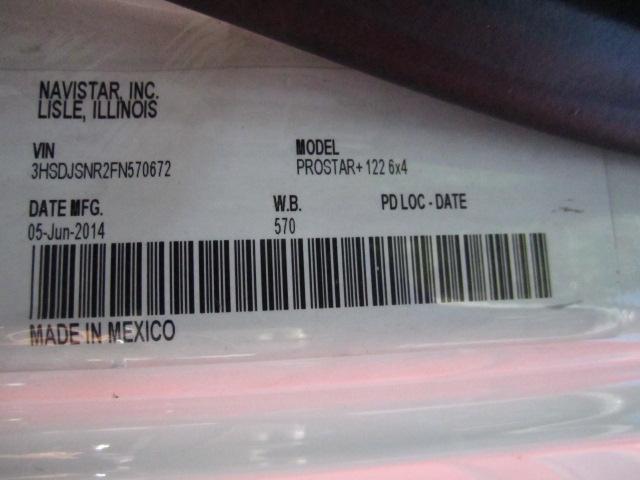 NAVISTAR, INC.
LISLE, ILLINOIS
VIN
3HSDJSNR2FN570672
MODEL
PROSTAR+ 122 6x4
DATE MFG.
05-Jun-2014
W.B.
570
PD LOC - DATE
MADE IN MEXICO